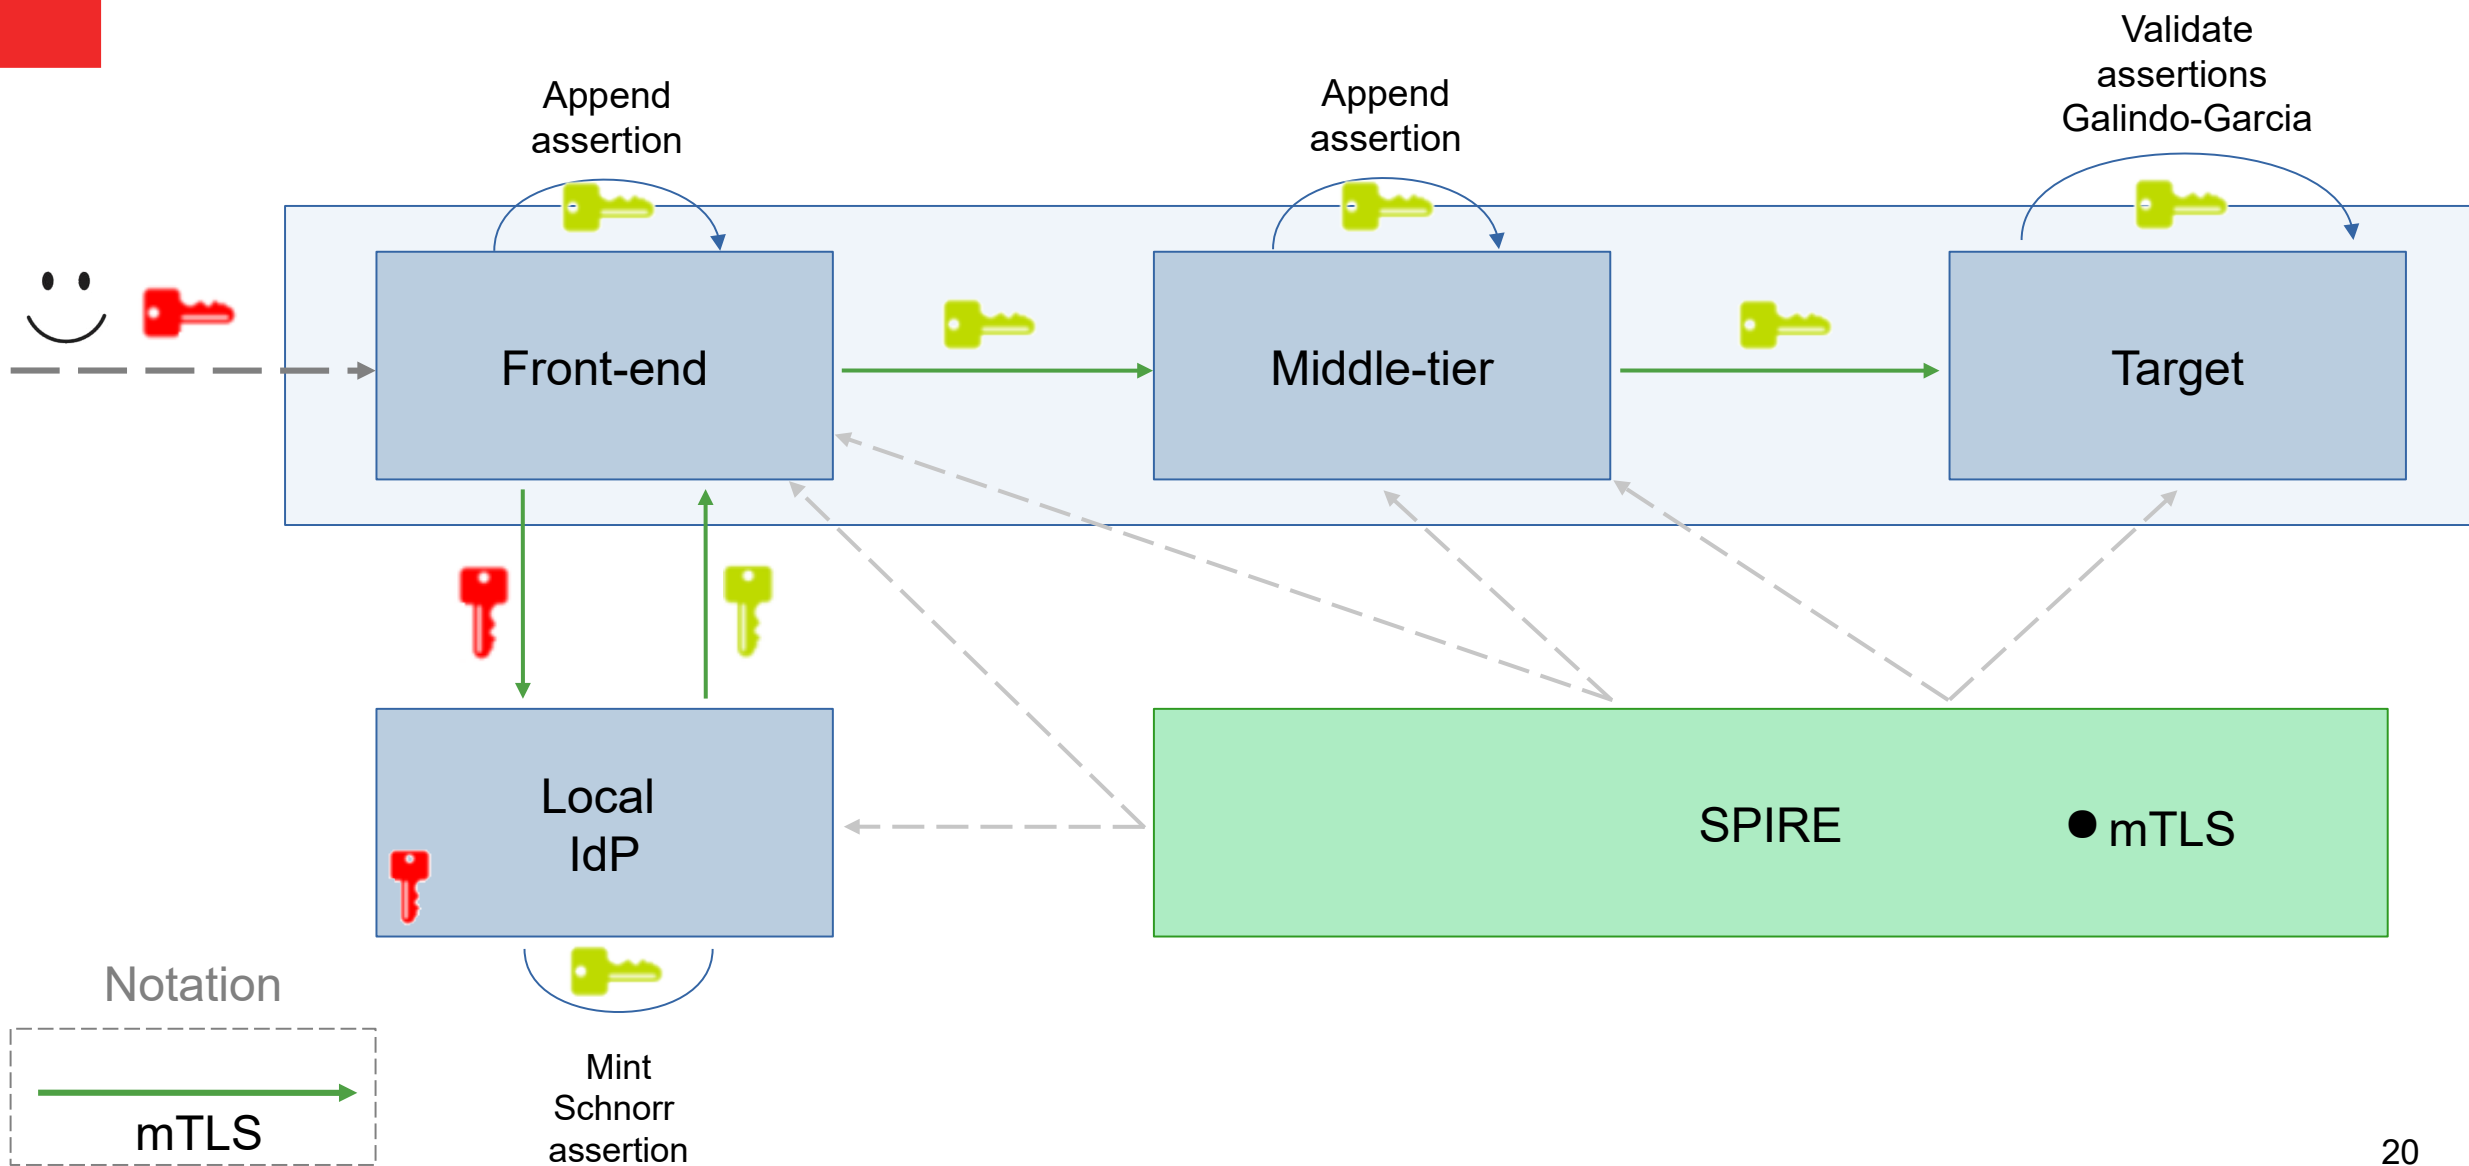 Append
assertion
Append
assertion
Validate
assertions
Galindo-Garcia
Front-end
Middle-tier
Target
Local
IdP
SPIRE
● mTLS
Notation
mTLS
Mint
Schnorr
assertion
20